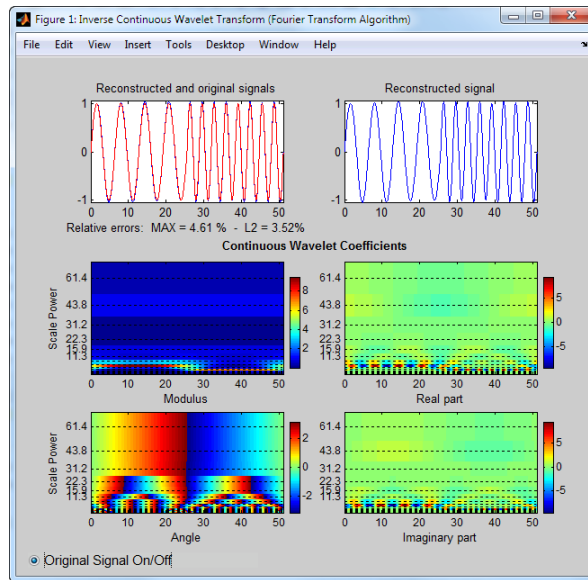 Figure 1: Inverse Continuous Wavelet Transform (Fourier Transform Algorithm)
File Edit View Insert Tools Desktop Window Help
Reconstructed and original signals
Reconstructed signal
1
0
-1
0 10 20 30 40 50
1
0
-1
0 10 20 30 40 50
Relative errors: MAX = 4.61 % - L2 = 3.52%
Continuous Wavelet Coefficients
Scale Power
61.4
43.8
31.2
22.3
15.9
11.3
0 10 20 30 40 50
Modulus
8
6
4
2
61.4
43.8
31.2
22.3
15.9
11.3
0 10 20 30 40 50
Real part
5
0
-5
Scale Power
61.4
43.8
31.2
22.3
15.9
11.3
0 10 20 30 40 50
Angle
2
0
-2
61.4
43.8
31.2
22.3
15.9
11.3
0 10 20 30 40 50
Imaginary part
5
0
-5
Original Signal On/Off